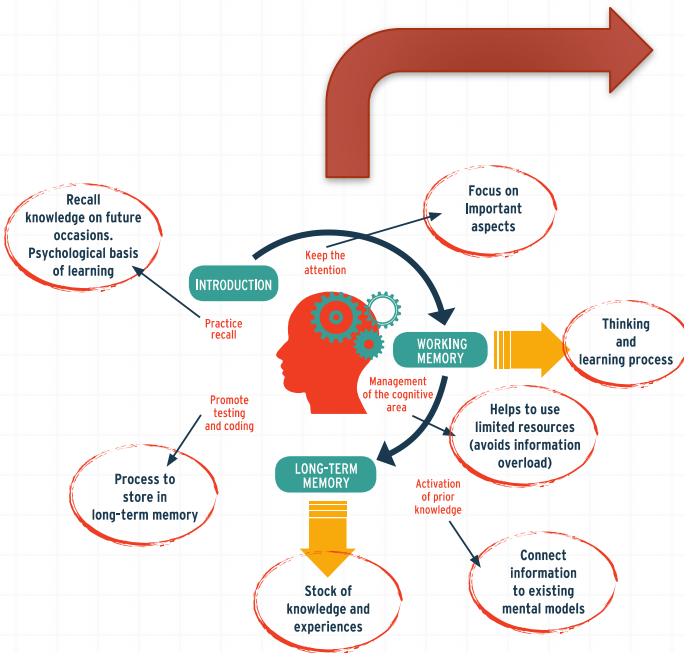 Recall
knowledge on future
occasions.
Psychological basis
of learning
Focus on
Important
aspects
Keep the
attention
INTRODUCTION
Practice
recall
WORKING
MEMORY
Thinking
and
learning process
Management
of the cognitive
area
Promote
testing
and coding
Helps to use
limited resources
(avoids information
overload)
LONG-TERM
MEMORY
Process to
store in
long-term memory
Activation
of prior
knowledge
Connect
information
to existing
mental models
Stock of
knowledge and
experiences